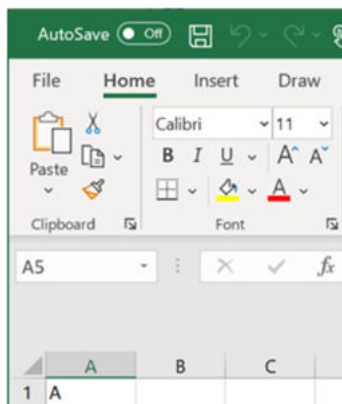 AutoSave Off
File Home Insert Draw
Calibri 11
Paste B I U A A
A
Clipboard Font
A5 fx
A B C
1 A